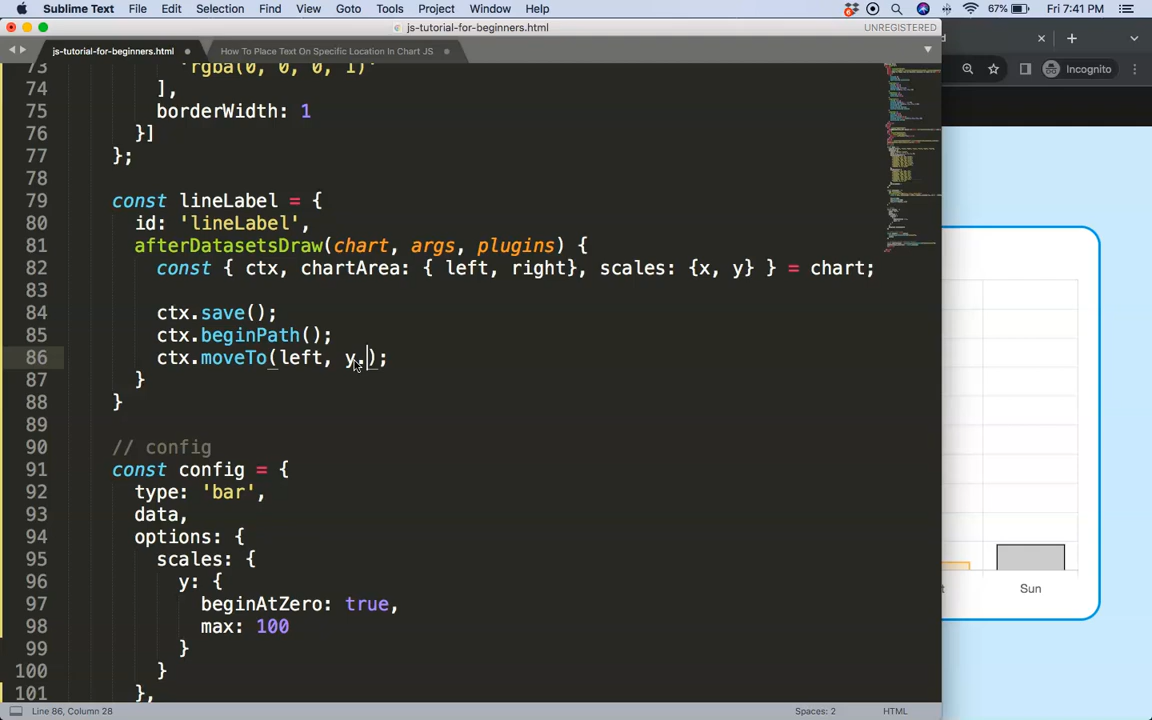 Sublime Text File Edit Selection Find View Goto Tools Project Window Help 67% Fri 7:41 PM
js-tutorial-for-beginners.html UNREGISTERED
js-tutorial-for-beginners.html How To Place Text On Specific Location In Chart JS
Incognito
73 'rgba(0, 0, 0, 1)'
74 ],
75 borderWidth: 1
76 }]
77 };
78
79 const lineLabel = {
80 id: 'lineLabel',
81 afterDatasetsDraw(chart, args, plugins) {
82 const { ctx, chartArea: { left, right}, scales: {x, y} } = chart;
83
84 ctx.save();
85 ctx.beginPath();
86 ctx.moveTo(left, y.);
87 }
88 }
89
90 // config
91 const config = {
92 type: 'bar',
93 data,
94 options: {
95 scales: {
96 y: {
97 beginAtZero: true,
98 max: 100
99 }
100 }
101 },
Sun
Line 86, Column 28 Spaces: 2 HTML